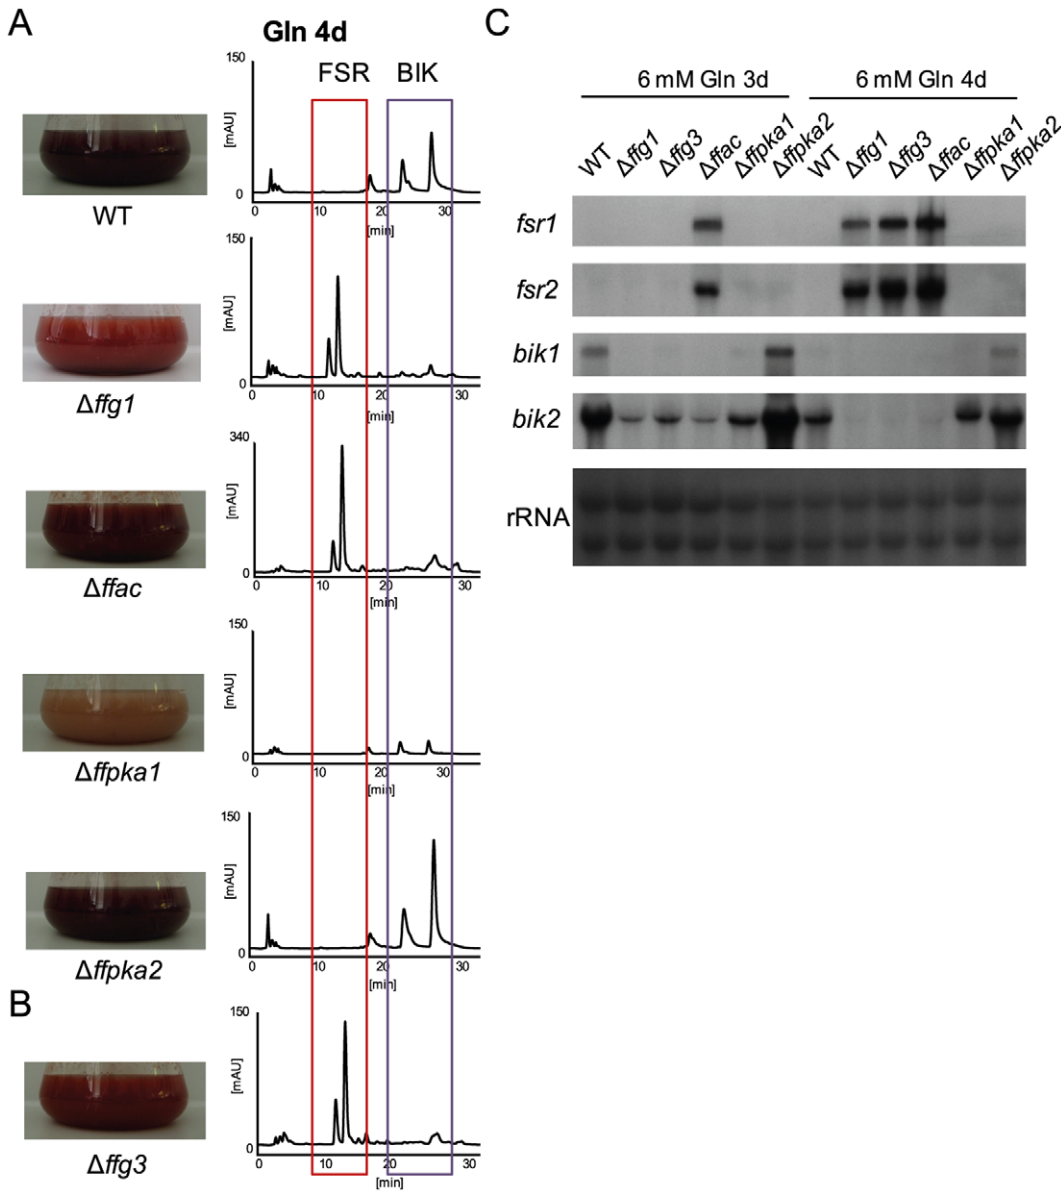 A
Gln 4d
FSR BIK
150
[mAU]
0
0 10 20 30
[min]
WT
150
[mAU]
0
0 10 20 30
[min]
Δffg1
340
[mAU]
0
0 10 20 30
[min]
Δffac
150
[mAU]
0
0 10 20 30
[min]
Δffpka1
150
[mAU]
0
0 10 20 30
[min]
Δffpka2
B
150
[mAU]
0
0 10 20 30
[min]
Δffg3
C
6 mM Gln 3d 6 mM Gln 4d
WT Δffg1 Δffg3 Δffac Δffpka1 Δffpka2 WT Δffg1 Δffg3 Δffac Δffpka1 Δffpka2
fsr1
fsr2
bik1
bik2
rRNA